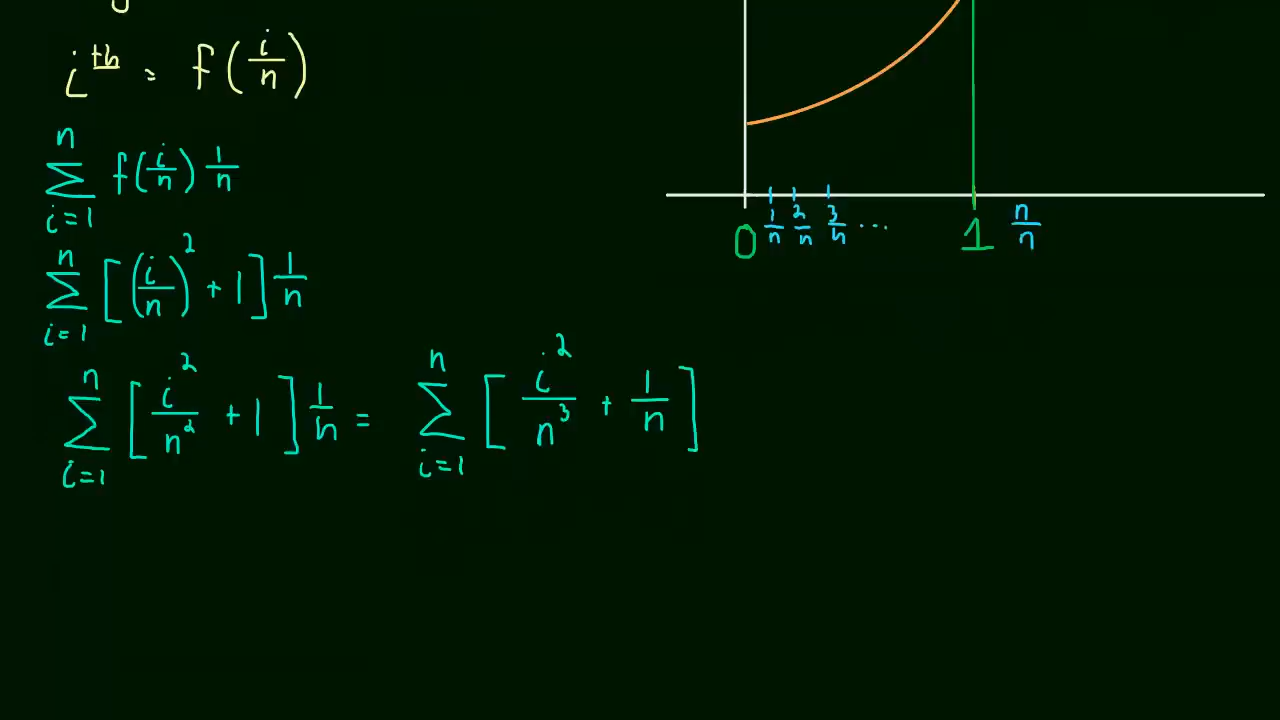 i^th = f(i/n)
n
∑ f(i/n) 1/n
i=1
n
∑ [(i/n)^2 + 1] 1/n
i=1
n
∑ [i^2/n^2 + 1] 1/n =
i=1
n
∑ [i^2/n^3 + 1/n]
i=1
0 1/n 2/n 3/n ... 1 n/n